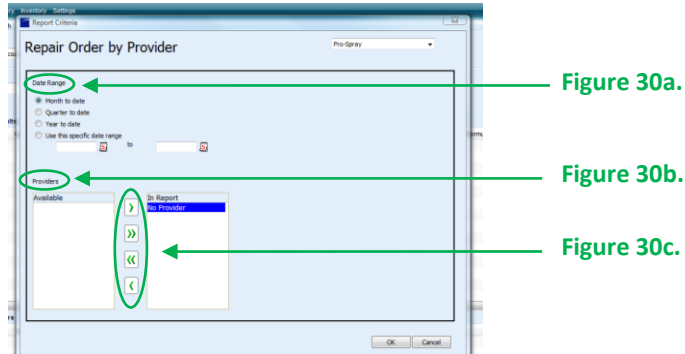 Inventory Settings
Report Criteria
Repair Order by Provider
Pro-Spray
Date Range
Figure 30a.
Month to date
Quarter to date
Year to date
Use this specific date range
to
Providers
Figure 30b.
Available
In Report
No Provider
Figure 30c.
OK
Cancel